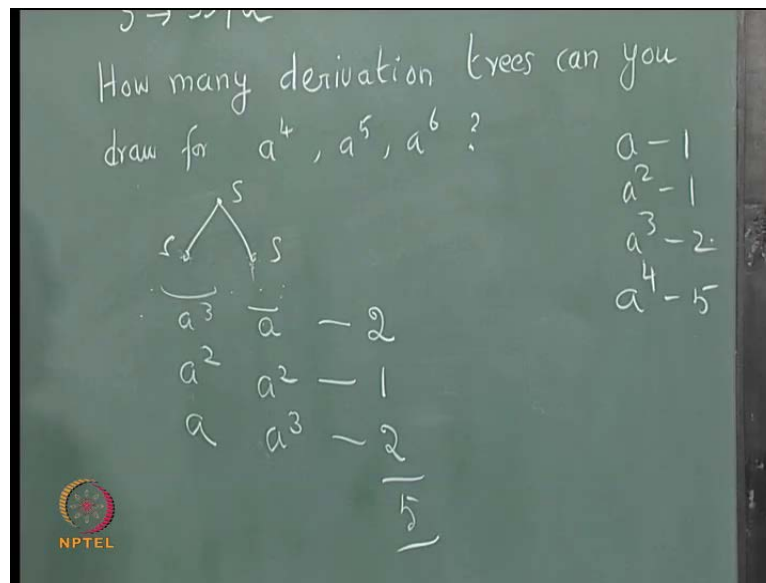 S → SS | a
How many derivation trees can you
draw for a⁴, a⁵, a⁶ ?
S
S S
a³ a - 2
a² a² - 1
a a³ - 2
5
a - 1
a² - 1
a³ - 2
a⁴ - 5
NPTEL